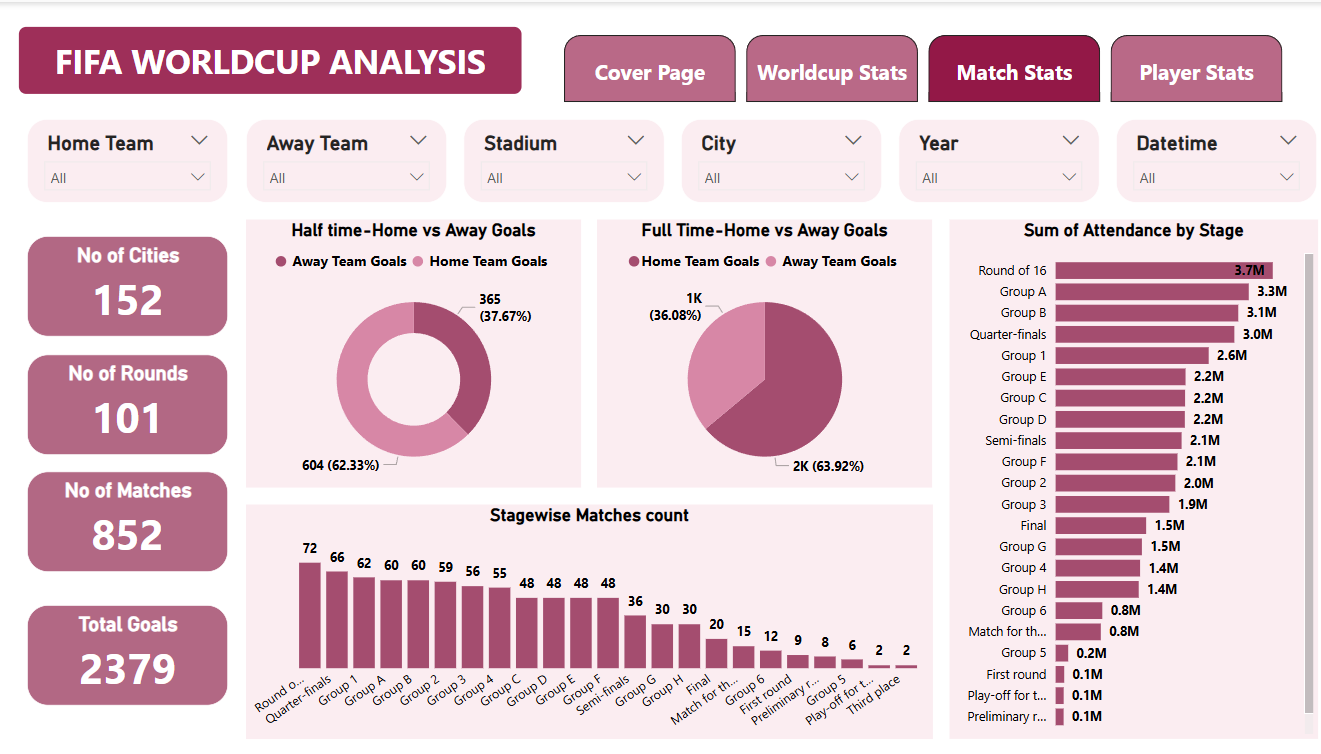 FIFA WORLDCUP ANALYSIS
Cover Page
Worldcup Stats
Match Stats
Player Stats
Home Team
All
Away Team
All
Stadium
All
City
All
Year
All
Datetime
All
No of Cities
152
No of Rounds
101
No of Matches
852
Total Goals
2379
Half time-Home vs Away Goals
Away Team Goals
Home Team Goals
365
(37.67%)
604 (62.33%)
Full Time-Home vs Away Goals
Home Team Goals
Away Team Goals
1K
(36.08%)
2K (63.92%)
Stagewise Matches count
72
66
62
60
60
59
56
55
48
48
48
48
36
30
30
20
15
12
9
8
6
2
2
Round o...
Quarter-finals
Group 1
Group A
Group B
Group 2
Group 3
Group 4
Group C
Group D
Group E
Group F
Semi-finals
Group G
Group H
Final
Match for th...
Group 6
First round
Preliminary r...
Group 5
Play-off for t...
Third place
Sum of Attendance by Stage
Round of 16 3.7M
Group A 3.3M
Group B 3.1M
Quarter-finals 3.0M
Group 1 2.6M
Group E 2.2M
Group C 2.2M
Group D 2.2M
Semi-finals 2.1M
Group F 2.1M
Group 2 2.0M
Group 3 1.9M
Final 1.5M
Group G 1.5M
Group 4 1.4M
Group H 1.4M
Group 6 0.8M
Match for th... 0.8M
Group 5 0.2M
First round 0.1M
Play-off for t... 0.1M
Preliminary r... 0.1M